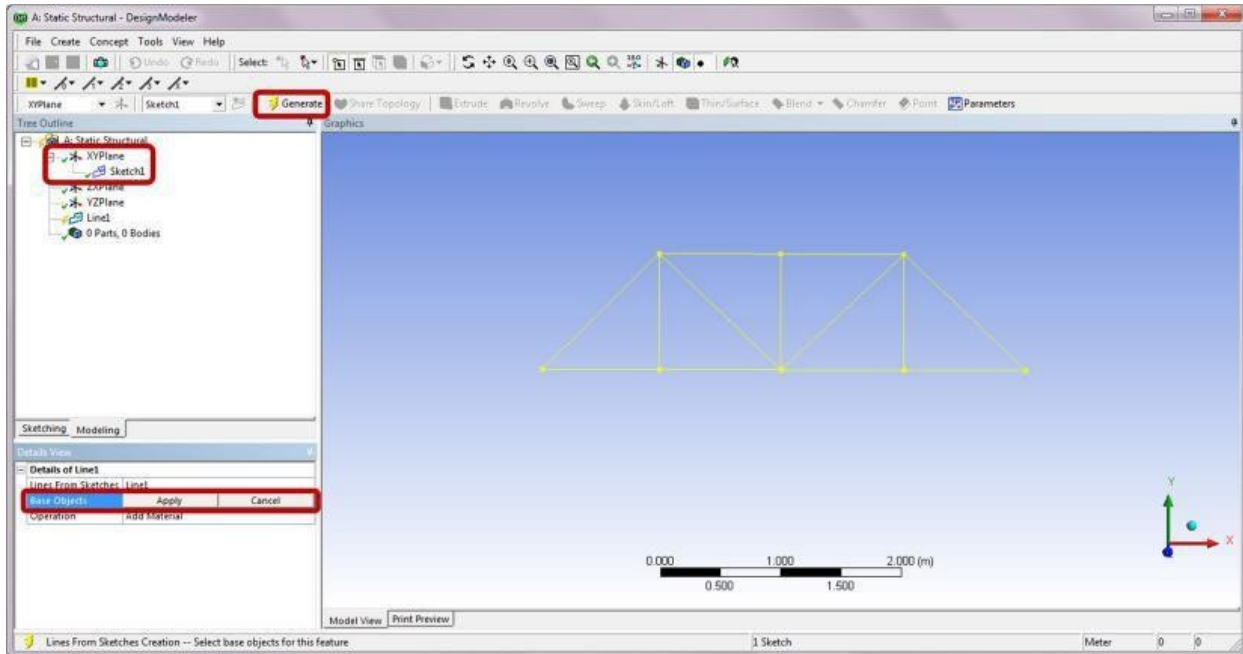 A: Static Structural - DesignModeler
File Create Concept Tools View Help
Undo Redo Select:
XYPlane Sketch1 Generate Share Topology Extrude Revolve Sweep Skin/Loft Thin/Surface Blend Chamfer Point Parameters
Tree Outline
Graphics
A: Static Structural
XYPlane
Sketch1
ZXPlane
YZPlane
Line1
0 Parts, 0 Bodies
Sketching Modeling
Details View
Details of Line1
Lines From Sketches Line1
Base Objects Apply Cancel
Operation Add Material
0.000 1.000 2.000 (m)
0.500 1.500
Y
X
Model View Print Preview
Lines From Sketches Creation -- Select base objects for this feature 1 Sketch Meter 0 0